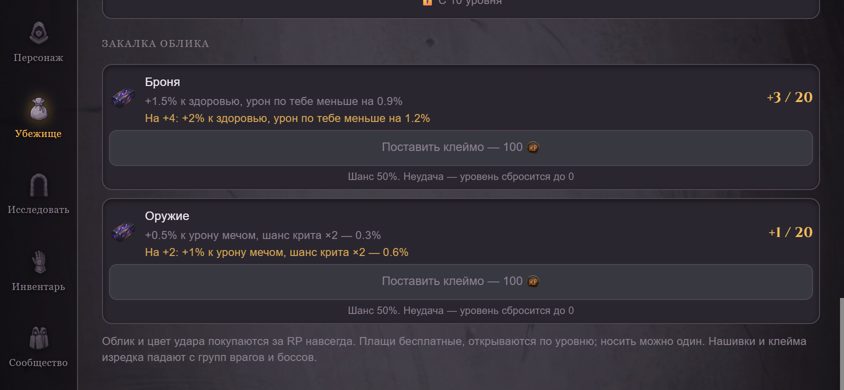 С 10 уровня
Персонаж
Убежище
Исследовать
Инвентарь
Сообщество
ЗАКАЛКА ОБЛИКА
Броня
+1.5% к здоровью, урон по тебе меньше на 0.9%
На +4: +2% к здоровью, урон по тебе меньше на 1.2%
+3 / 20
Поставить клеймо — 100 RP
Шанс 50%. Неудача — уровень сбросится до 0
Оружие
+0.5% к урону мечом, шанс крита ×2 — 0.3%
На +2: +1% к урону мечом, шанс крита ×2 — 0.6%
+1 / 20
Поставить клеймо — 100 RP
Шанс 50%. Неудача — уровень сбросится до 0
Облик и цвет удара покупаются за RP навсегда. Плащи бесплатные, открываются по уровню; носить можно один. Нашивки и клейма
изредка падают с групп врагов и боссов.